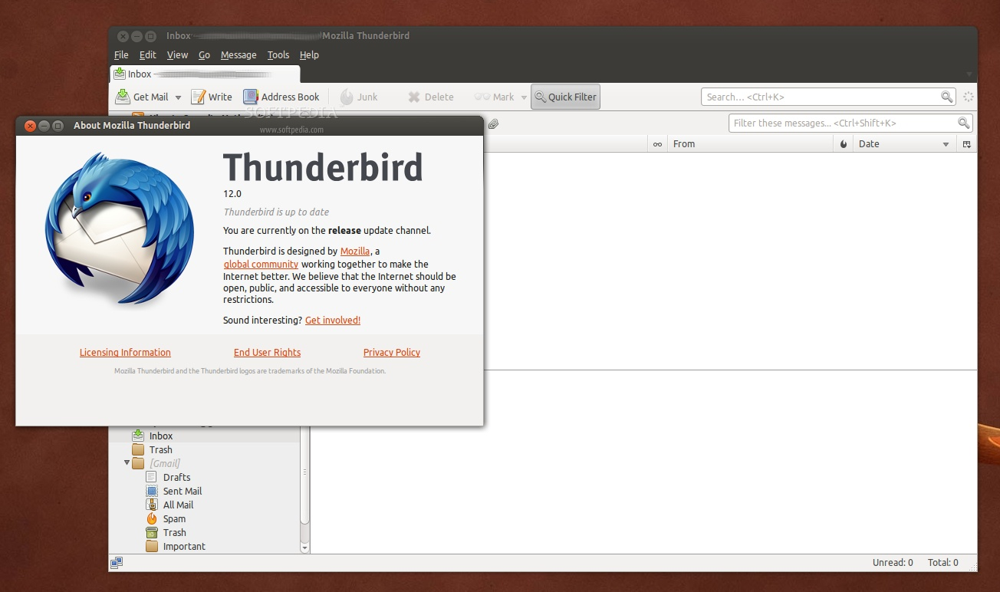 Inbox
Mozilla Thunderbird
File Edit View Go Message Tools Help
Inbox
Get Mail Write Address Book Junk Delete Mark Quick Filter Search... <Ctrl+K>
SOFTPEDIA
www.softpedia.com
About Mozilla Thunderbird
Filter these messages... <Ctrl+Shift+K>
From Date
Thunderbird
12.0
Thunderbird is up to date
You are currently on the release update channel.
Thunderbird is designed by Mozilla, a
global community working together to make the
Internet better. We believe that the Internet should be
open, public, and accessible to everyone without any
restrictions.
Sound interesting? Get involved!
Licensing Information End User Rights Privacy Policy
Mozilla Thunderbird and the Thunderbird logos are trademarks of the Mozilla Foundation.
Inbox
Trash
[Gmail]
Drafts
Sent Mail
All Mail
Spam
Trash
Important
Unread: 0 Total: 0